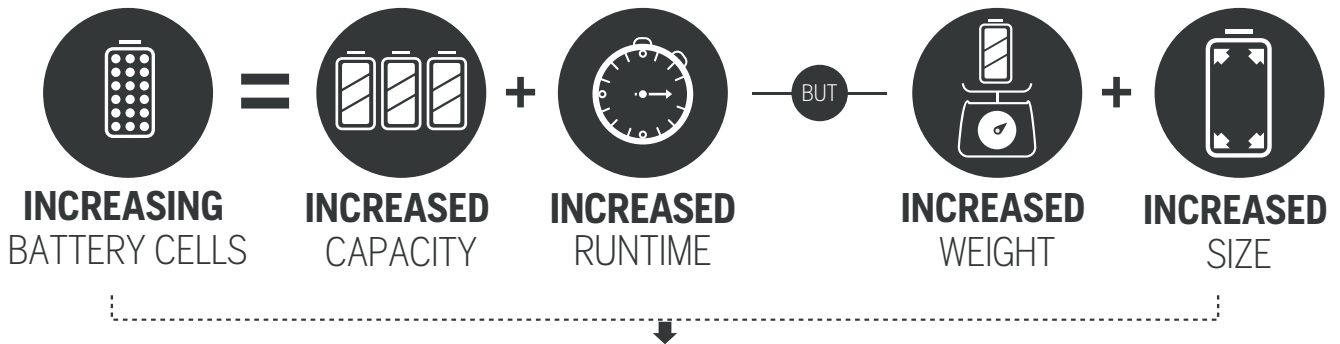 BUT
INCREASING
BATTERY CELLS
INCREASED
CAPACITY
INCREASED
RUNTIME
INCREASED
WEIGHT
INCREASED
SIZE